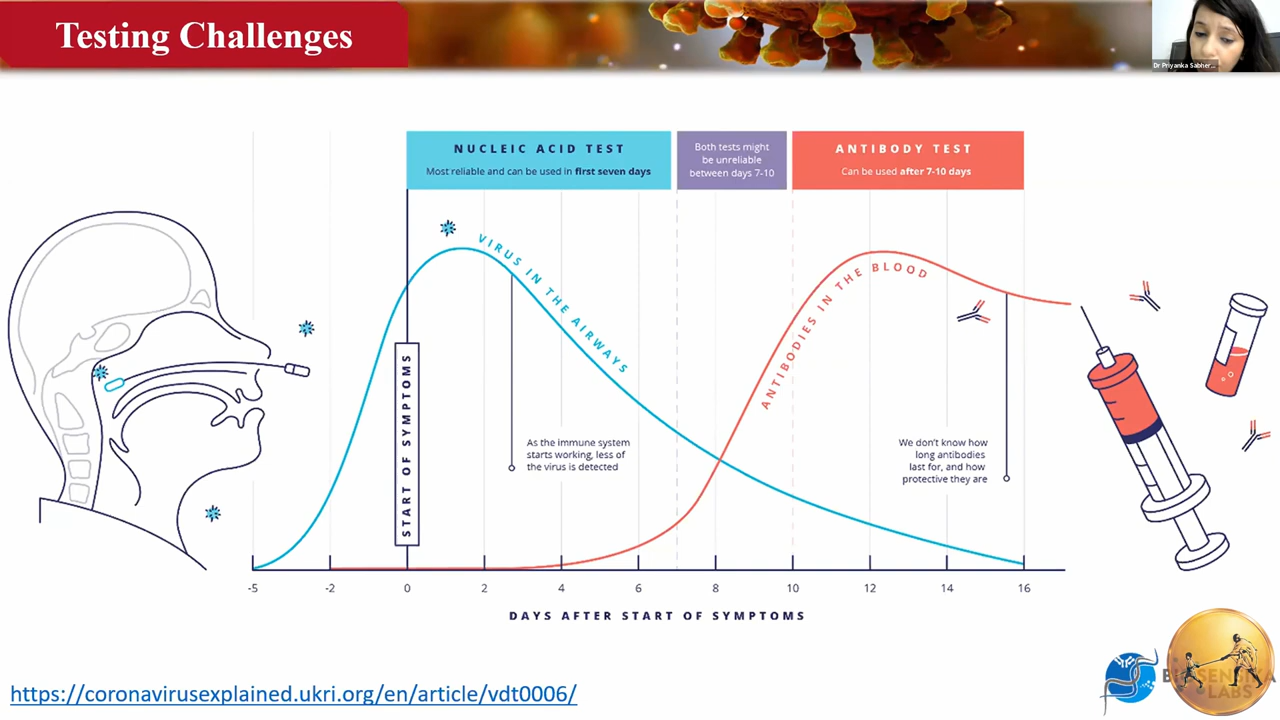 Testing Challenges
Dr Priyanka Sabher...
NUCLEIC ACID TEST
Most reliable and can be used in first seven days
Both tests might
be unreliable
between days 7-10
ANTIBODY TEST
Can be used after 7-10 days
VIRUS IN THE AIRWAYS
ANTIBODIES IN THE BLOOD
START OF SYMPTOMS
As the immune system
starts working, less of
the virus is detected
We don't know how
long antibodies
last for, and how
protective they are
-5 -2 0 2 4 6 8 10 12 14 16
DAYS AFTER START OF SYMPTOMS
https://coronavirusexplained.ukri.org/en/article/vdt0006/
LABS